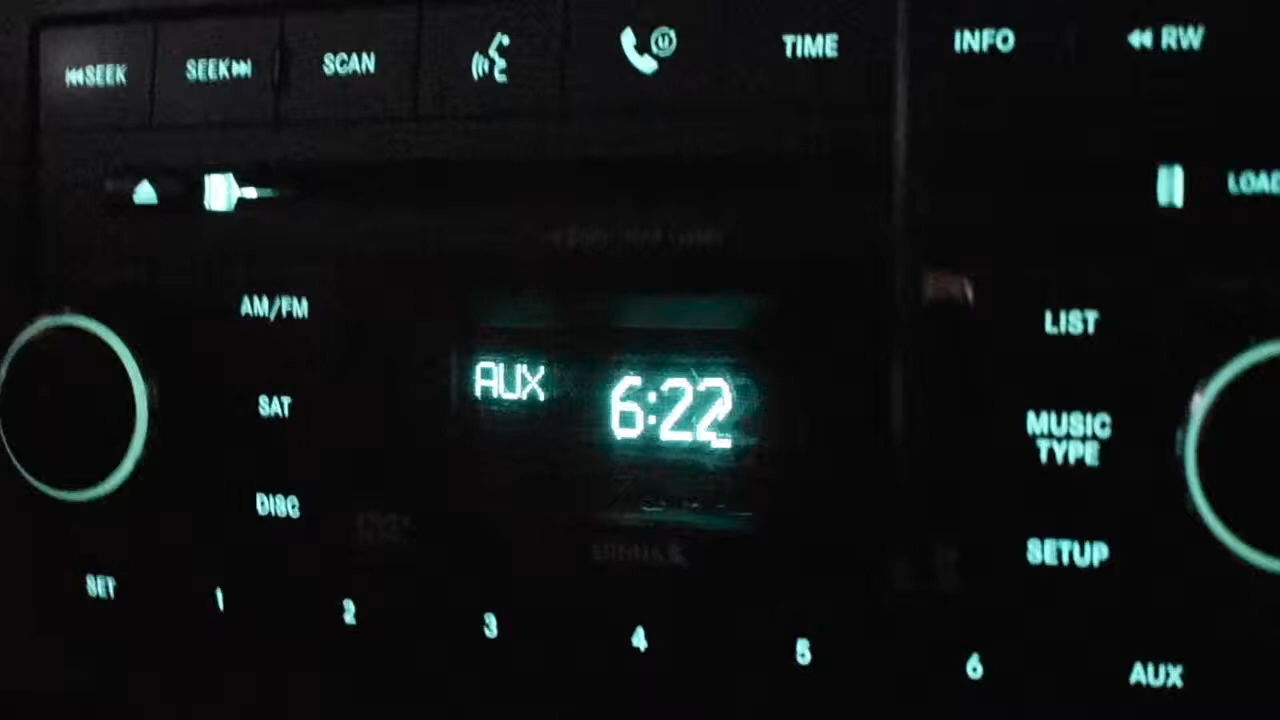 SEEK
SEEK
SCAN
TIME
INFO
RW
LOAD
AM/FM
LIST
AUX
6:22
SAT
MUSIC
TYPE
DISC
SETUP
SET
1
2
3
4
5
6
AUX